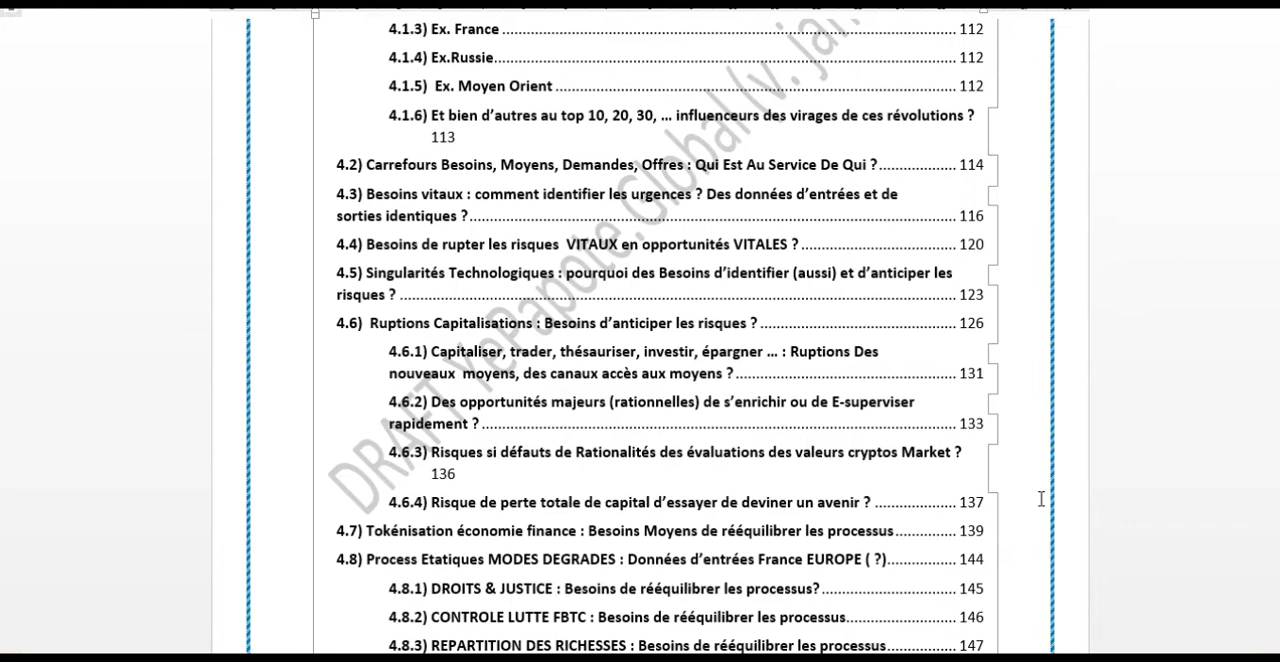 4.1.3) Ex. France ........ 112
4.1.4) Ex.Russie ........ 112
4.1.5) Ex. Moyen Orient ........ 112
4.1.6) Et bien d’autres au top 10, 20, 30, … influenceurs des virages de ces révolutions ?
113
4.2) Carrefours Besoins, Moyens, Demandes, Offres : Qui Est Au Service De Qui ? ........ 114
4.3) Besoins vitaux : comment identifier les urgences ? Des données d’entrées et de
sorties identiques ? ........ 116
4.4) Besoins de rupter les risques VITAUX en opportunités VITALES ? ........ 120
4.5) Singularités Technologiques : pourquoi des Besoins d’identifier (aussi) et d’anticiper les
risques ? ........ 123
4.6) Ruptions Capitalisations : Besoins d’anticiper les risques ? ........ 126
4.6.1) Capitaliser, trader, thésauriser, investir, épargner … : Ruptions Des
nouveaux moyens, des canaux accès aux moyens ? ........ 131
4.6.2) Des opportunités majeurs (rationnelles) de s’enrichir ou de E-superviser
rapidement ? ........ 133
4.6.3) Risques si défauts de Rationalités des évaluations des valeurs cryptos Market ?
136
4.6.4) Risque de perte totale de capital d’essayer de deviner un avenir ? ........ 137
4.7) Tokénisation économie finance : Besoins Moyens de rééquilibrer les processus ........ 139
4.8) Process Etatiques MODES DEGRADES : Données d’entrées France EUROPE ( ?) ........ 144
4.8.1) DROITS & JUSTICE : Besoins de rééquilibrer les processus? ........ 145
4.8.2) CONTROLE LUTTE FBTC : Besoins de rééquilibrer les processus ........ 146
4.8.3) REPARTITION DES RICHESSES : Besoins de rééquilibrer les processus ........ 147
DRAFT YePapote.Global (v. jan